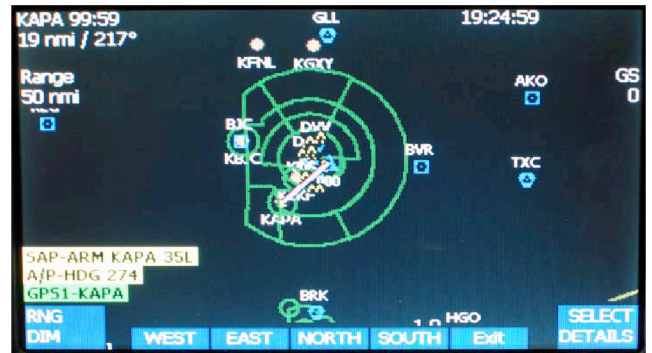 KAPA 99:59
GLL
19:24:59
19 nmi / 217°
KFNL
KGXY
Range
50 nmi
AKO
GS
0
BJC
BVR
TXC
KAPA
SAP-ARM KAPA 35L
A/P-HDG 274
GPS1-KAPA
BRK
HGO
RNG
DIM
WEST
EAST
NORTH
SOUTH
Exit
SELECT
DETAILS